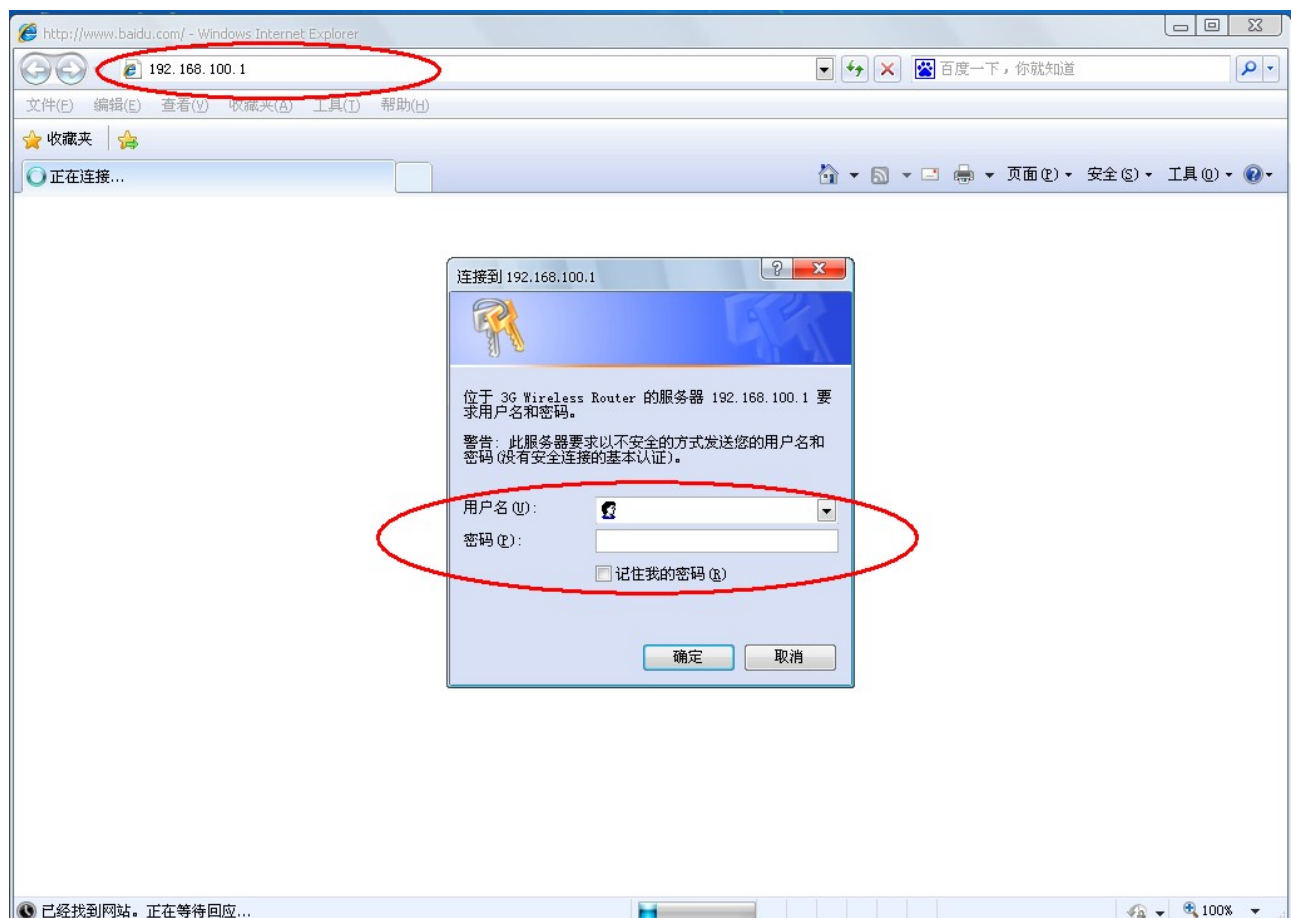 http://www.baidu.com/ - Windows Internet Explorer
192.168.100.1
百度一下，你就知道
文件(F) 编辑(E) 查看(V) 收藏夹(A) 工具(T) 帮助(H)
收藏夹
正在连接...
页面(P) 安全(S) 工具(O)
连接到 192.168.100.1
位于 3G Wireless Router 的服务器 192.168.100.1 要
求用户名和密码。
警告: 此服务器要求以不安全的方式发送您的用户名和
密码(没有安全连接的基本认证)。
用户名(U):
密码(P):
记住我的密码(R)
确定 取消
已经找到网站。正在等待回应... 100%